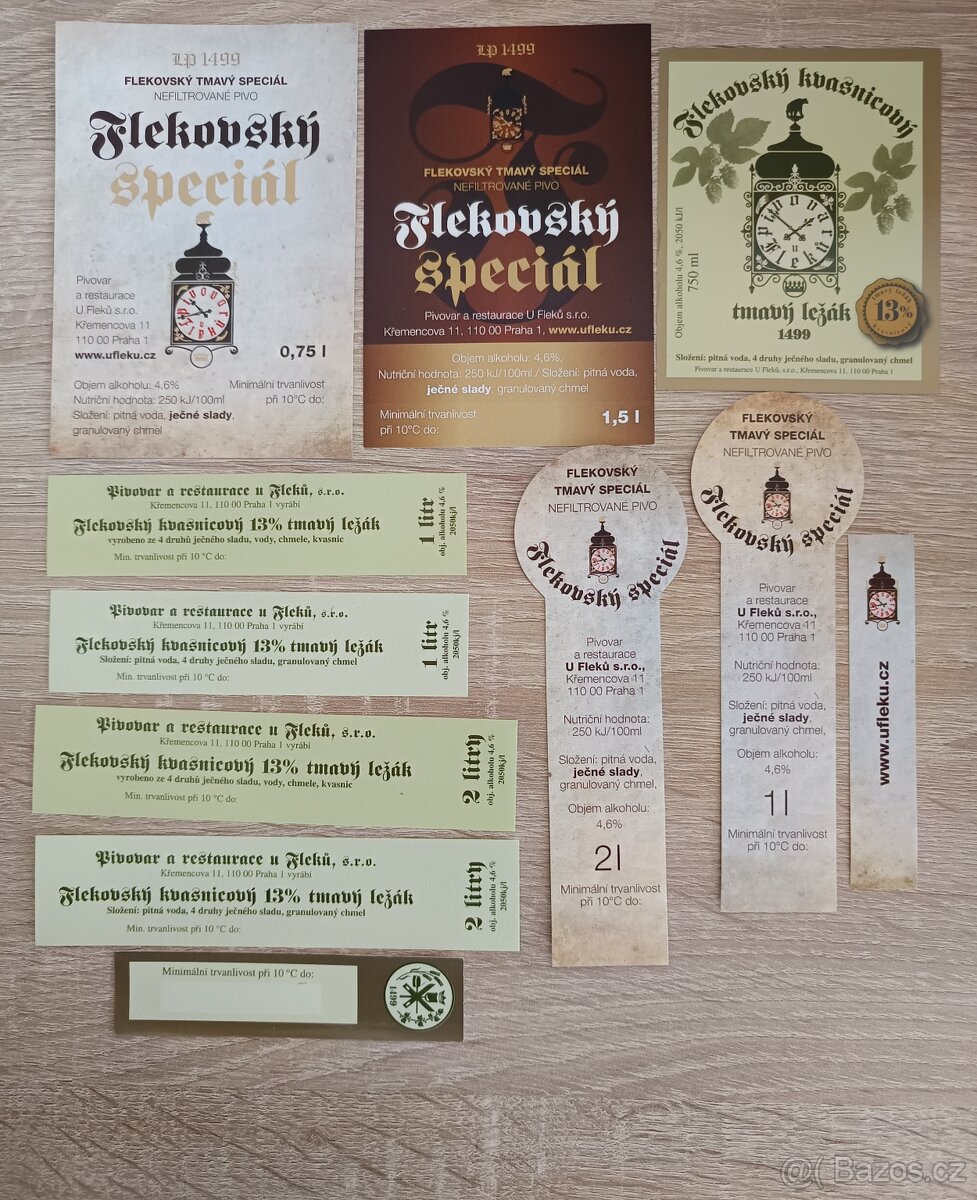 LP 1499
FLEKOVSKÝ TMAVÝ SPECIÁL
NEFILTROVANÉ PIVO
Flekovský
speciál
Pivovar
a restaurace
U Fleků s.r.o.
Křemencova 11
110 00 Praha 1
www.ufleku.cz
0,75 l
Objem alkoholu: 4,6%
Nutriční hodnota: 250 kJ/100ml
Složení: pitná voda, ječné slady,
granulovaný chmel
Minimální trvanlivost
při 10°C do:
LP 1499
FLEKOVSKÝ TMAVÝ SPECIÁL
NEFILTROVANÉ PIVO
Flekovský
speciál
Pivovar a restaurace U Fleků s.r.o.
Křemencova 11, 110 00 Praha 1, www.ufleku.cz
Objem alkoholu: 4,6%,
Nutriční hodnota: 250 kJ/100ml / Složení: pitná voda,
ječné slady, granulovaný chmel
Minimální trvanlivost
při 10°C do:
1,5 l
Flekovský kvasnicový
Pivovar
u
Fleků
Objem alkoholu 4,6 %, 2050 kJ/l
750 ml
tmavý ležák
1499
tmavý ležák
13%
kvasnicový
Složení: pitná voda, 4 druhy ječného sladu, granulovaný chmel
Pivovar a restaurace U Fleků, s.r.o., Křemencova 11, 110 00 Praha 1
Pivovar a restaurace u Fleků, s.r.o.
Křemencova 11, 110 00 Praha 1 vyrábí
Flekovský kvasnicový 13% tmavý ležák
vyrobeno ze 4 druhů ječného sladu, vody, chmele, kvasnic
Min. trvanlivost při 10 °C do:
1 litr
obj. alkoholu 4,6 %
2050kj/l
Pivovar a restaurace u Fleků, s.r.o.
Křemencova 11, 110 00 Praha 1 vyrábí
Flekovský kvasnicový 13% tmavý ležák
Složení: pitná voda, 4 druhy ječného sladu, granulovaný chmel
Min. trvanlivost při 10 °C do:
1 litr
obj. alkoholu 4,6 %
2050kj/l
Pivovar a restaurace u Fleků, s.r.o.
Křemencova 11, 110 00 Praha 1 vyrábí
Flekovský kvasnicový 13% tmavý ležák
vyrobeno ze 4 druhů ječného sladu, vody, chmele, kvasnic
Min. trvanlivost při 10 °C do:
2 litry
obj. alkoholu 4,6 %
2050kj/l
Pivovar a restaurace u Fleků, s.r.o.
Křemencova 11, 110 00 Praha 1 vyrábí
Flekovský kvasnicový 13% tmavý ležák
Složení: pitná voda, 4 druhy ječného sladu, granulovaný chmel
Min. trvanlivost při 10 °C do:
2 litry
obj. alkoholu 4,6 %
2050kj/l
Minimální trvanlivost při 10 °C do:
1499
FLEKOVSKÝ
TMAVÝ SPECIÁL
NEFILTROVANÉ PIVO
Flekovský speciál
Pivovar
a restaurace
U Fleků s.r.o.,
Křemencova 11
110 00 Praha 1
Nutriční hodnota:
250 kJ/100ml
Složení: pitná voda,
ječné slady,
granulovaný chmel,
Objem alkoholu:
4,6%
2l
Minimální trvanlivost
při 10°C do:
FLEKOVSKÝ
TMAVÝ SPECIÁL
NEFILTROVANÉ PIVO
Flekovský speciál
Pivovar
a restaurace
U Fleků s.r.o.,
Křemencova 11
110 00 Praha 1
Nutriční hodnota:
250 kJ/100ml
Složení: pitná voda,
ječné slady,
granulovaný chmel,
Objem alkoholu:
4,6%
1l
Minimální trvanlivost
při 10°C do:
www.ufleku.cz
@( Bazos.cz